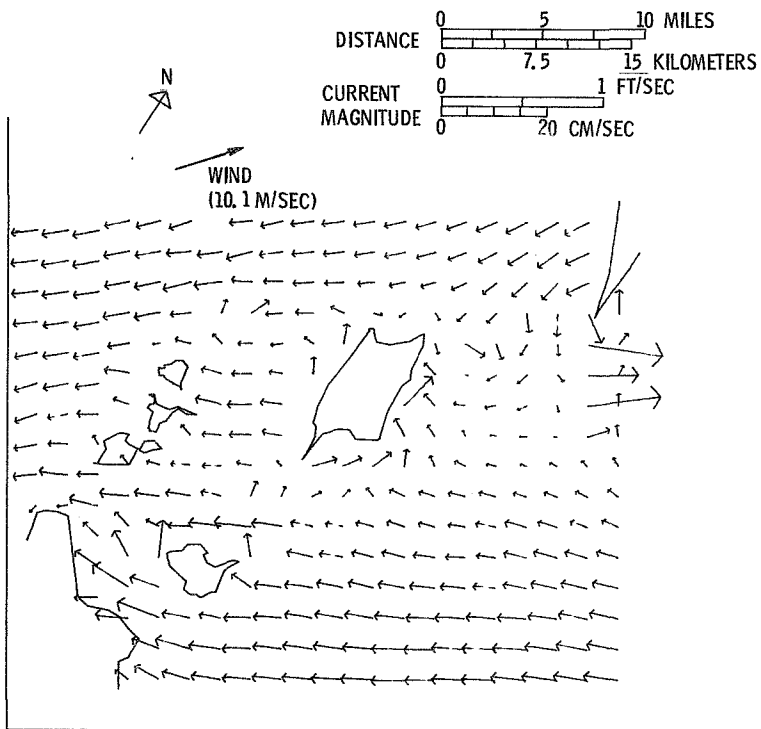 0 5 10 MILES
DISTANCE
0 7.5 15 KILOMETERS
0 1 FT/SEC
CURRENT
MAGNITUDE
0 20 CM/SEC
N
WIND
(10.1 M/SEC)